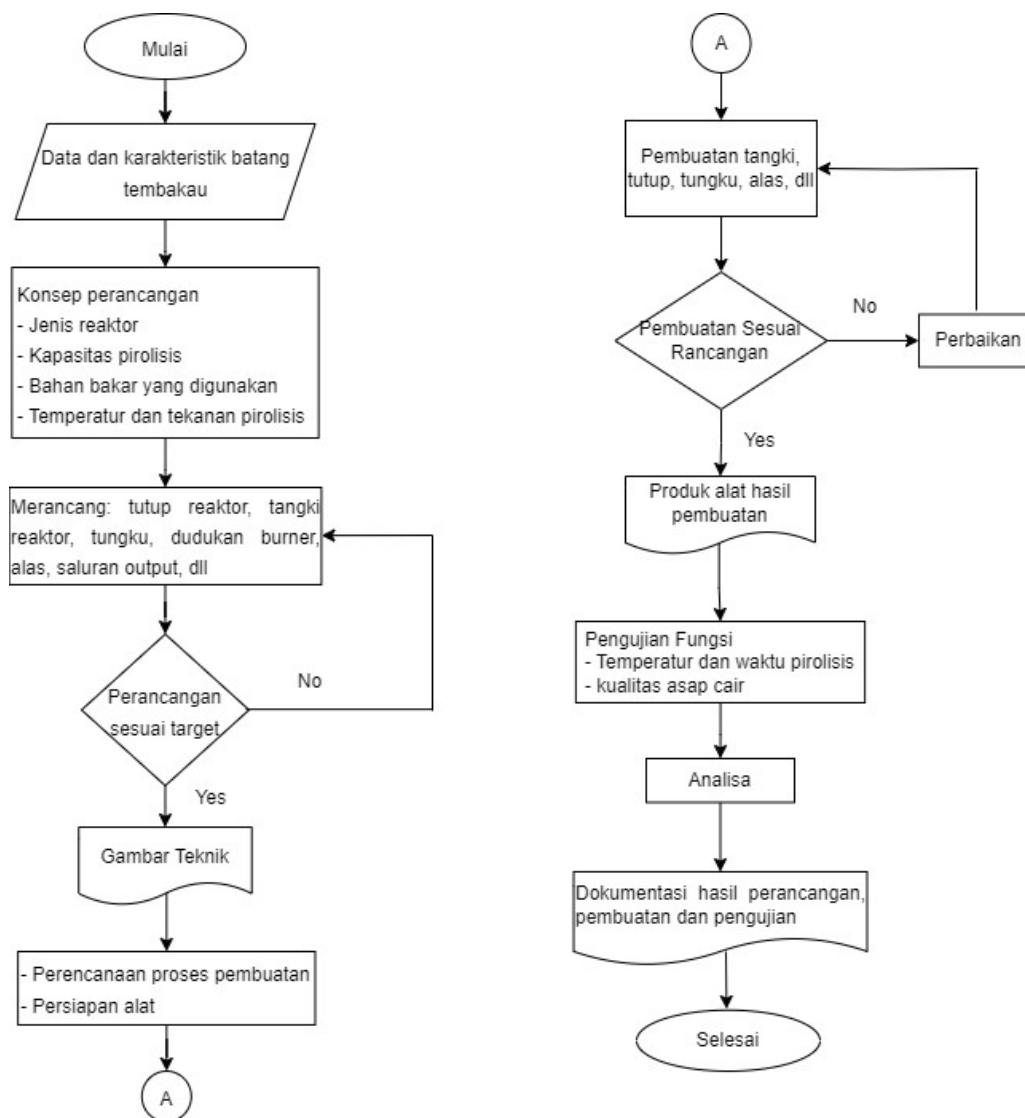 Mulai
Data dan karakteristik batang
tembakau
Konsep perancangan
- Jenis reaktor
- Kapasitas pirolisis
- Bahan bakar yang digunakan
- Temperatur dan tekanan pirolisis
Merancang: tutup reaktor, tangki
reaktor, tungku, dudukan burner,
alas, saluran output, dll
Perancangan
sesuai target
No
Yes
Gambar Teknik
- Perencanaan proses pembuatan
- Persiapan alat
A
A
Pembuatan tangki,
tutup, tungku, alas, dll
Pembuatan Sesual
Rancangan
No
Perbaikan
Yes
Produk alat hasil
pembuatan
Pengujian Fungsi
- Temperatur dan waktu pirolisis
- kualitas asap cair
Analisa
Dokumentasi hasil perancangan,
pembuatan dan pengujian
Selesai